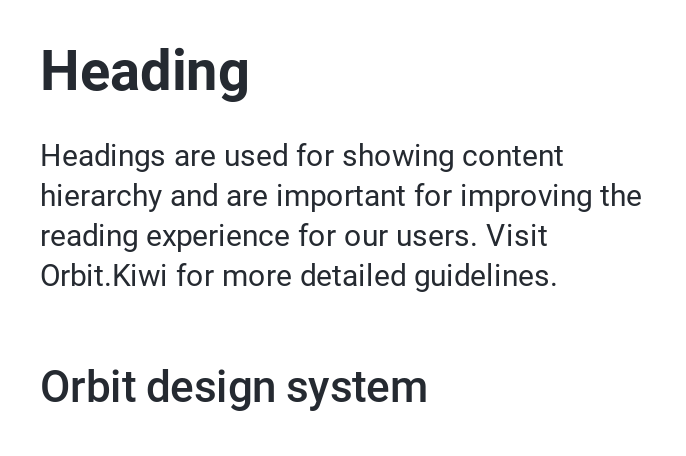 Heading
Headings are used for showing content
hierarchy and are important for improving the
reading experience for our users. Visit
Orbit.Kiwi for more detailed guidelines.
Orbit design system